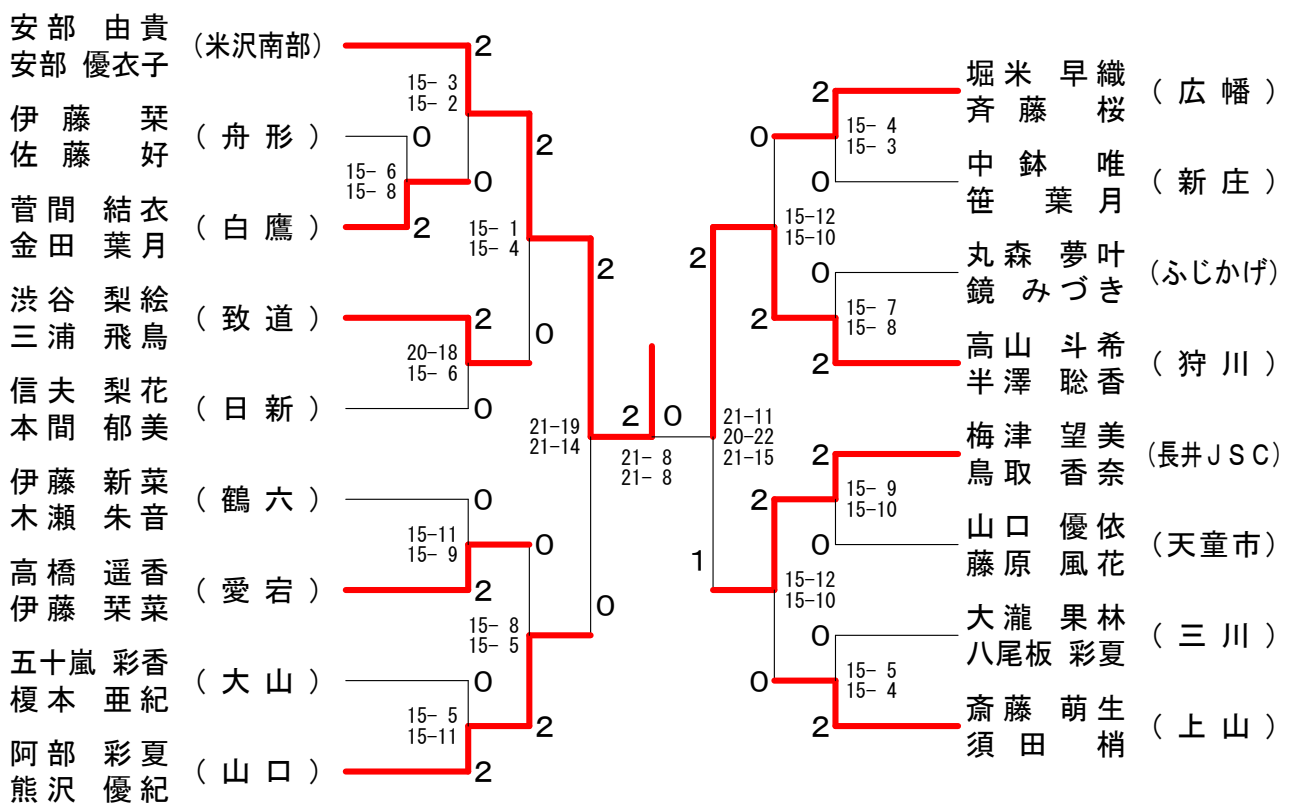 安部 由貴
安部 優衣子
(米沢南部)
2
15- 3
15- 2
伊藤 栞
佐藤 好
(舟形)
0
15- 6
15- 8
0
2
菅間 結衣
金田 葉月
(白鷹)
2
15- 1
15- 4
2
渋谷 梨絵
三浦 飛鳥
(致道)
2
0
20-18
15- 6
信夫 梨花
本間 郁美
(日新)
0
21-19
21-14
伊藤 新菜
木瀬 朱音
(鶴六)
0
15-11
15- 9
0
高橋 遥香
伊藤 栞菜
(愛宕)
2
15- 8
15- 5
0
五十嵐 彩香
榎本 亜紀
(大山)
0
15- 5
15-11
2
阿部 彩夏
熊沢 優紀
(山口)
2
2 0
21- 8
21- 8
堀米 早織
斉藤 桜
(広幡)
2
0
15- 4
15- 3
中鉢 唯
笹 葉月
(新庄)
0
15-12
15-10
2
丸森 夢叶
鏡 みづき
(ふじかげ)
0
2
15- 7
15- 8
高山 斗希
半澤 聡香
(狩川)
2
21-11
20-22
21-15
梅津 望美
鳥取 香奈
(長井JSC)
2
2
15- 9
15-10
山口 優依
藤原 風花
(天童市)
0
1
15-12
15-10
大瀧 果林
八尾板 彩夏
(三川)
0
0
15- 5
15- 4
斎藤 萌生
須田 梢
(上山)
2